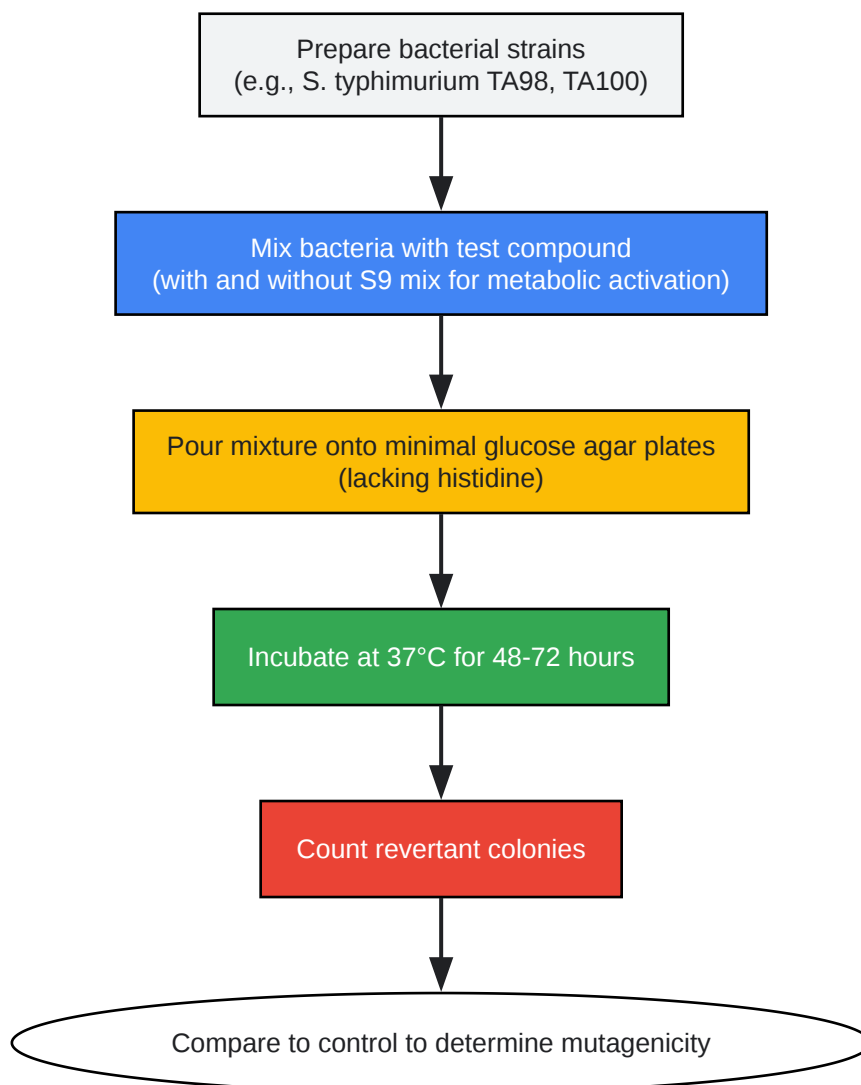 Prepare bacterial strains
(e.g., S. typhimurium TA98, TA100)
Mix bacteria with test compound
(with and without S9 mix for metabolic activation)
Pour mixture onto minimal glucose agar plates
(lacking histidine)
Incubate at 37°C for 48-72 hours
Count revertant colonies
Compare to control to determine mutagenicity